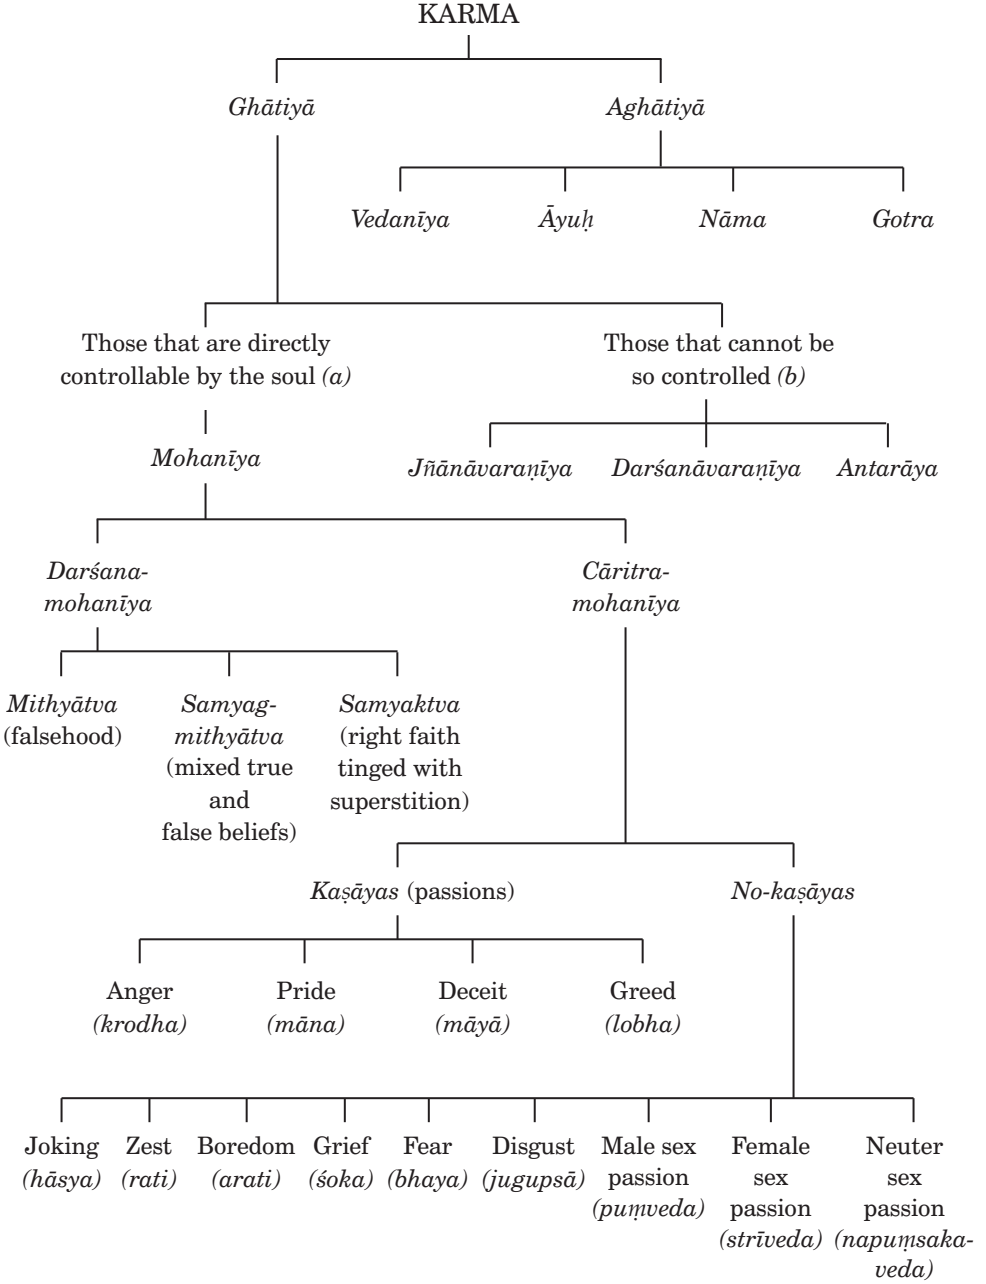 KARMA
Ghātiyā
Aghātiyā
Vedanīya
Āyuḥ
Nāma
Gotra
Those that are directly
controllable by the soul (a)
Those that cannot be
so controlled (b)
Mohanīya
Jñānāvaraṇīya
Darśanāvaraṇīya
Antarāya
Darśana-
mohanīya
Cāritra-
mohanīya
Mithyātva
(falsehood)
Samyag-
mithyātva
(mixed true
and
false beliefs)
Samyaktva
(right faith
tinged with
superstition)
Kaṣāyas (passions)
No-kaṣāyas
Anger
(krodha)
Pride
(māna)
Deceit
(māyā)
Greed
(lobha)
Joking
(hāsya)
Zest
(rati)
Boredom
(arati)
Grief
(śoka)
Fear
(bhaya)
Disgust
(jugupsā)
Male sex
passion
(puṃveda)
Female
sex
passion
(strīveda)
Neuter
sex
passion
(napuṃsaka-
veda)